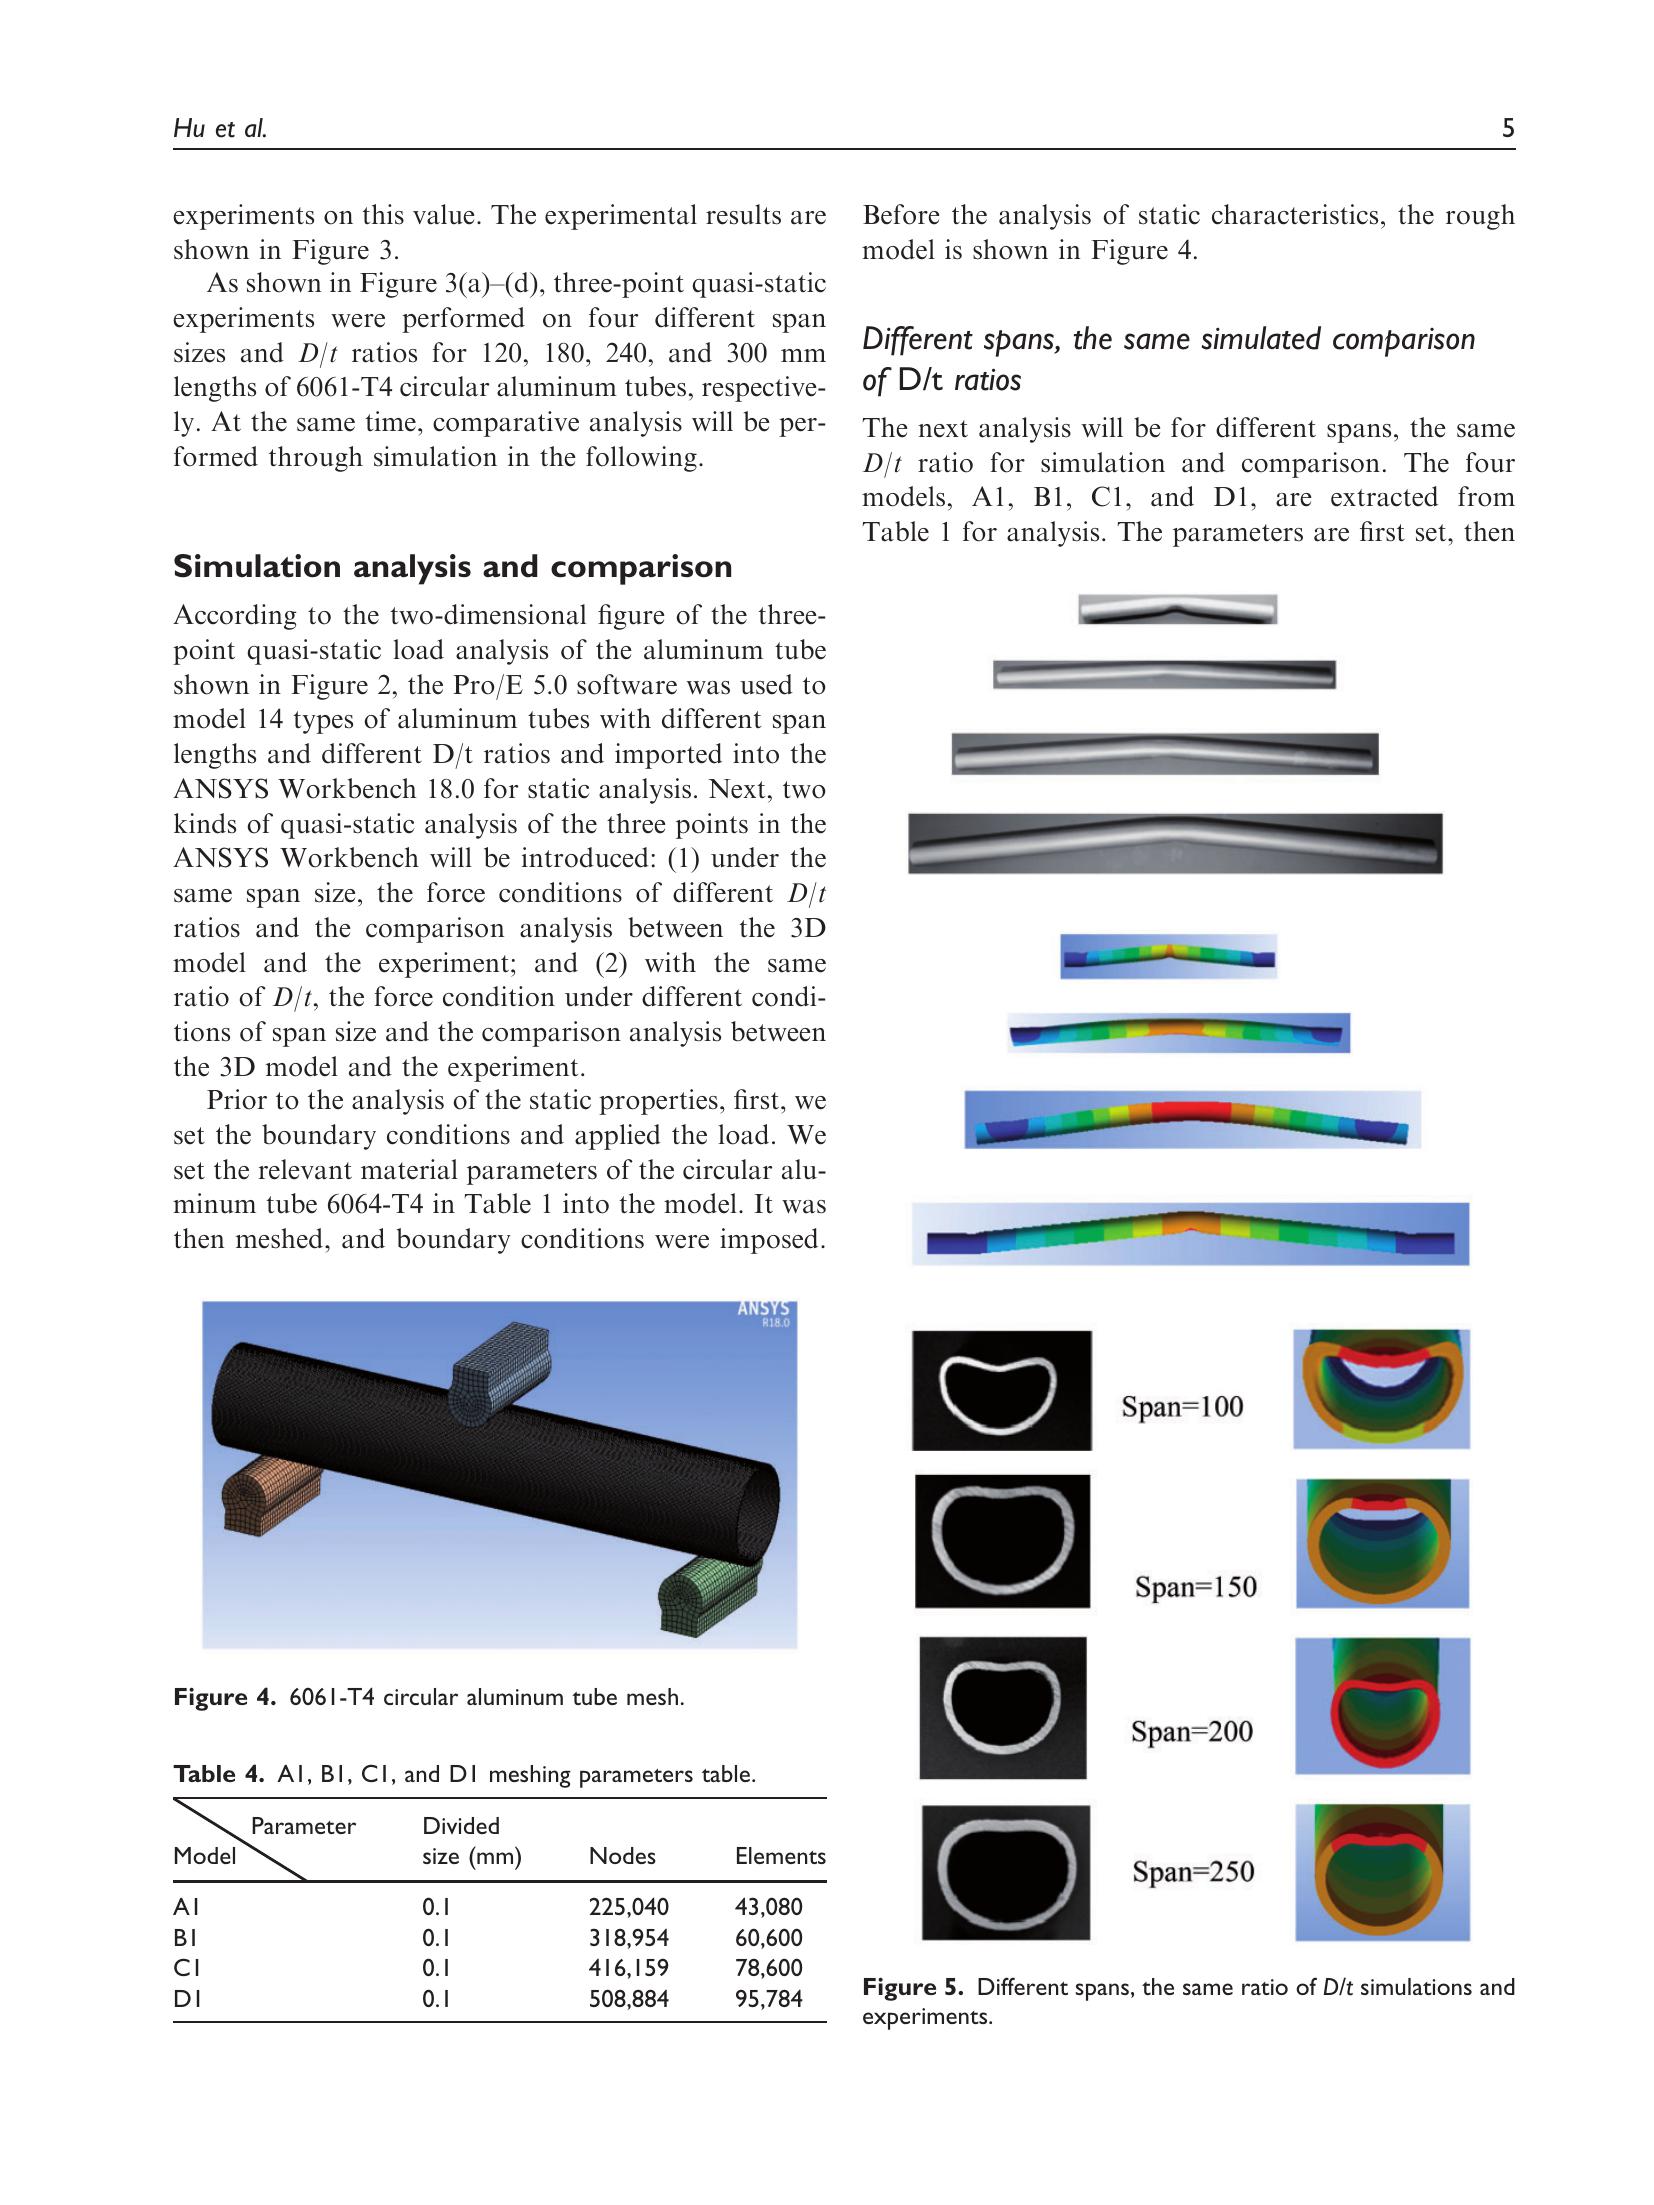 Hu et al.
5
experiments on this value. The experimental results are
shown in Figure 3.
As shown in Figure 3(a)–(d), three-point quasi-static
experiments were performed on four different span
sizes and D/t ratios for 120, 180, 240, and 300 mm
lengths of 6061-T4 circular aluminum tubes, respective-
ly. At the same time, comparative analysis will be per-
formed through simulation in the following.
Simulation analysis and comparison
According to the two-dimensional figure of the three-
point quasi-static load analysis of the aluminum tube
shown in Figure 2, the Pro/E 5.0 software was used to
model 14 types of aluminum tubes with different span
lengths and different D/t ratios and imported into the
ANSYS Workbench 18.0 for static analysis. Next, two
kinds of quasi-static analysis of the three points in the
ANSYS Workbench will be introduced: (1) under the
same span size, the force conditions of different D/t
ratios and the comparison analysis between the 3D
model and the experiment; and (2) with the same
ratio of D/t, the force condition under different condi-
tions of span size and the comparison analysis between
the 3D model and the experiment.
Prior to the analysis of the static properties, first, we
set the boundary conditions and applied the load. We
set the relevant material parameters of the circular alu-
minum tube 6064-T4 in Table 1 into the model. It was
then meshed, and boundary conditions were imposed.
ANSYS
R18.0
Figure 4. 6061-T4 circular aluminum tube mesh.
Table 4. A1, B1, C1, and D1 meshing parameters table.
Parameter
Model
Divided
size (mm)
Nodes
Elements
A1 0.1 225,040 43,080
B1 0.1 318,954 60,600
C1 0.1 416,159 78,600
D1 0.1 508,884 95,784
Before the analysis of static characteristics, the rough
model is shown in Figure 4.
Different spans, the same simulated comparison
of D/t ratios
The next analysis will be for different spans, the same
D/t ratio for simulation and comparison. The four
models, A1, B1, C1, and D1, are extracted from
Table 1 for analysis. The parameters are first set, then
Span=100
Span=150
Span=200
Span=250
Figure 5. Different spans, the same ratio of D/t simulations and
experiments.